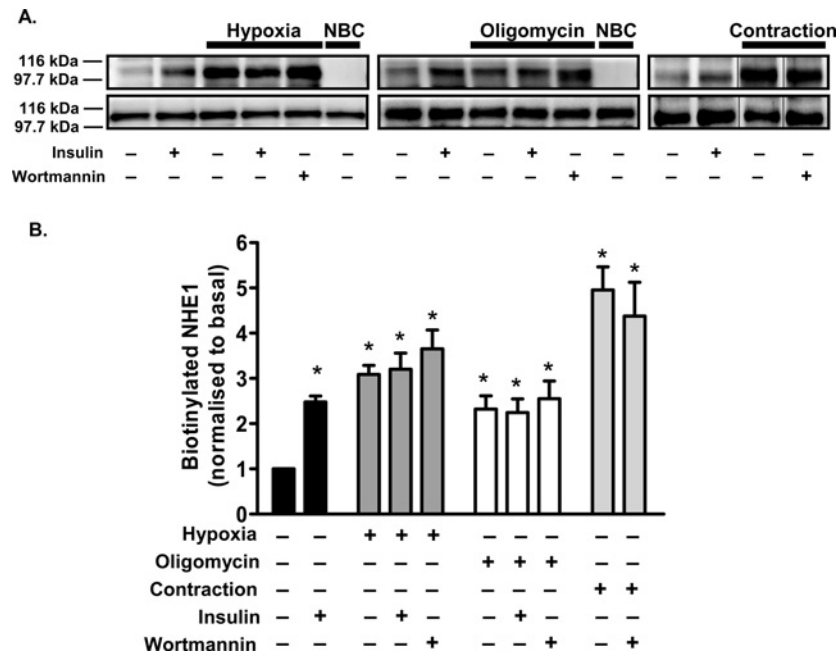 A.
Hypoxia NBC Oligomycin NBC Contraction
116 kDa
97.7 kDa
116 kDa
97.7 kDa
Insulin – + – + – – – + – + – – – + – –
Wortmannin – – – – + – – – – – + – – – – +
B.
6
5
4
3
2
1
0
Biotinylated NHE1
(normalised to basal)
* * * * * * * * *
Hypoxia – – + + + – – – – –
Oligomycin – – – – – + + + – –
Contraction – – – – – – – – + +
Insulin – + – + – – + – – –
Wortmannin – – – – + – – + – +